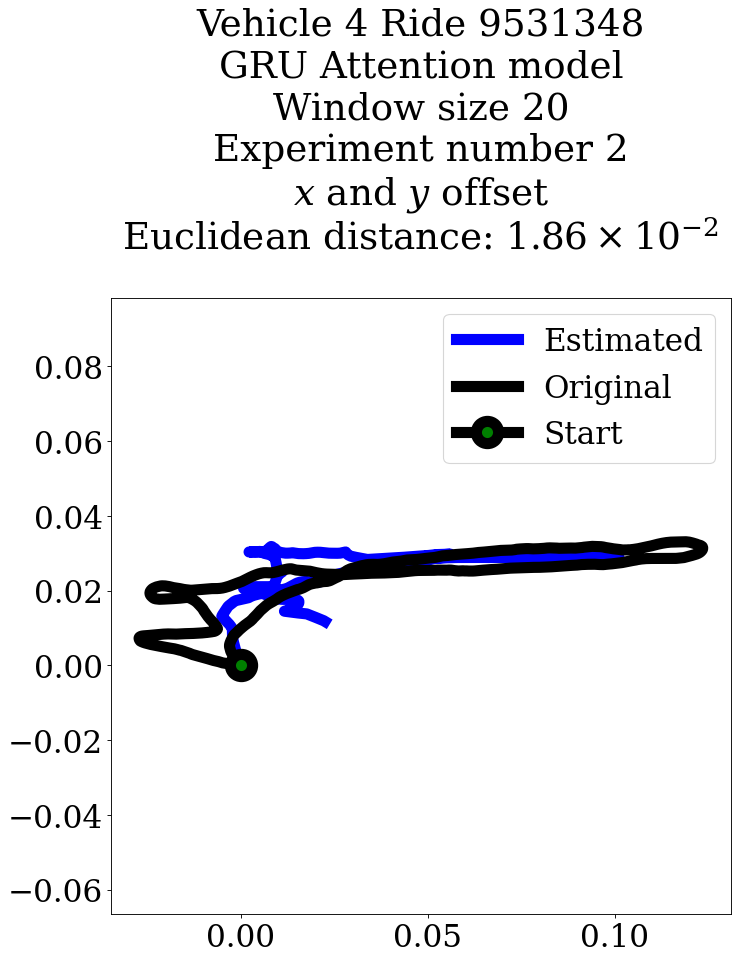 Vehicle 4 Ride 9531348
GRU Attention model
Window size 20
Experiment number 2
x and y offset
Euclidean distance: 1.86 × 10⁻²
Estimated
Original
Start
0.08
0.06
0.04
0.02
0.00
−0.02
−0.04
−0.06
0.00 0.05 0.10